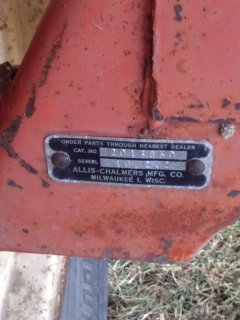 ORDER PARTS THROUGH NEAREST DEALER
CAT. NO.
SERIAL
ALLIS-CHALMERS MFG. CO.
MILWAUKEE 1, WISC.